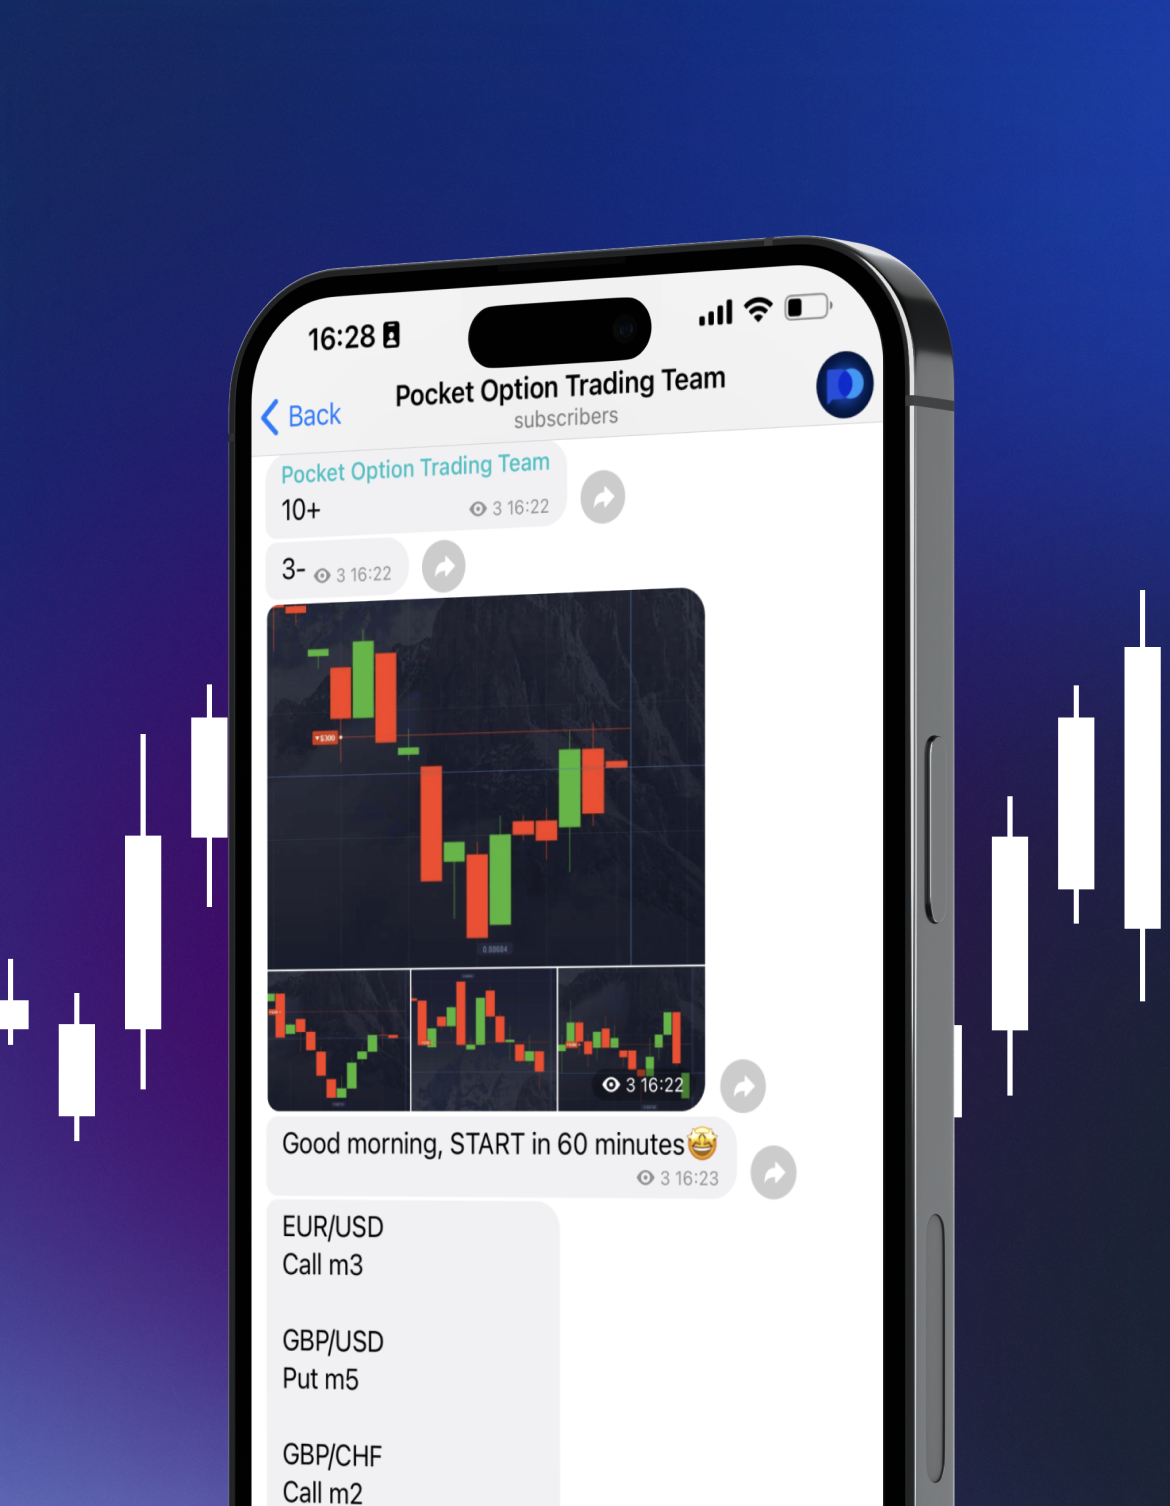 16:28
Back
Pocket Option Trading Team
subscribers
Pocket Option Trading Team
10+
3 16:22
3-
3 16:22
$300
3 16:22
Good morning, START in 60 minutes🤩
3 16:23
EUR/USD
Call m3
GBP/USD
Put m5
GBP/CHF
Call m2